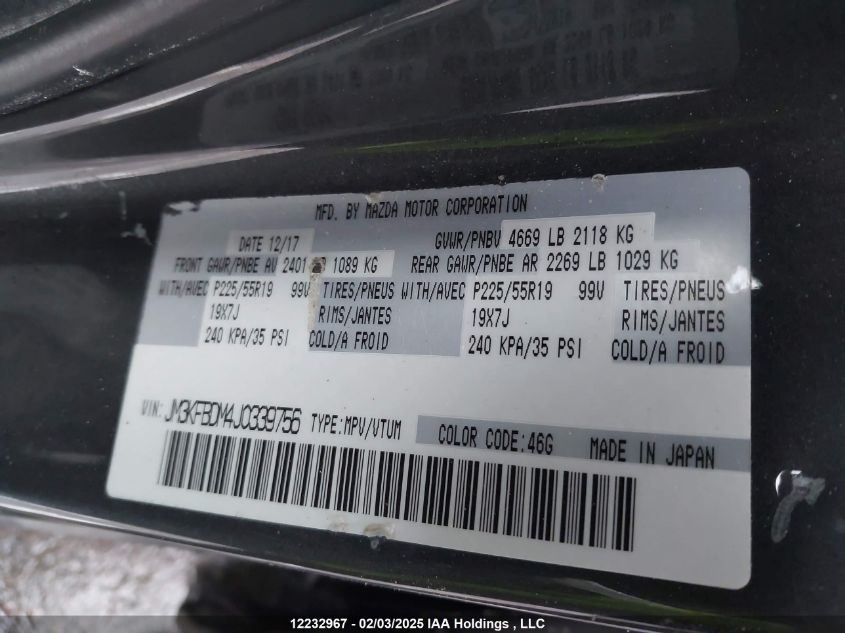 MFD. BY MAZDA MOTOR CORPORATION
DATE 12/17 GVWR/PNBV 4669 LB 2118 KG
FRONT GAWR/PNBE AV 2401 1089 KG REAR GAWR/PNBE AR 2269 LB 1029 KG
WITH/AVEC P225/55R19 99V TIRES/PNEUS WITH/AVEC P225/55R19 99V TIRES/PNEUS
19X7J RIMS/JANTES 19X7J RIMS/JANTES
240 KPA/35 PSI COLD/A FROID 240 KPA/35 PSI COLD/A FROID
VIN: JM3KFBDM4J0339756 TYPE:MPV/VTUM COLOR CODE:46G MADE IN JAPAN
12232967 - 02/03/2025 IAA Holdings , LLC